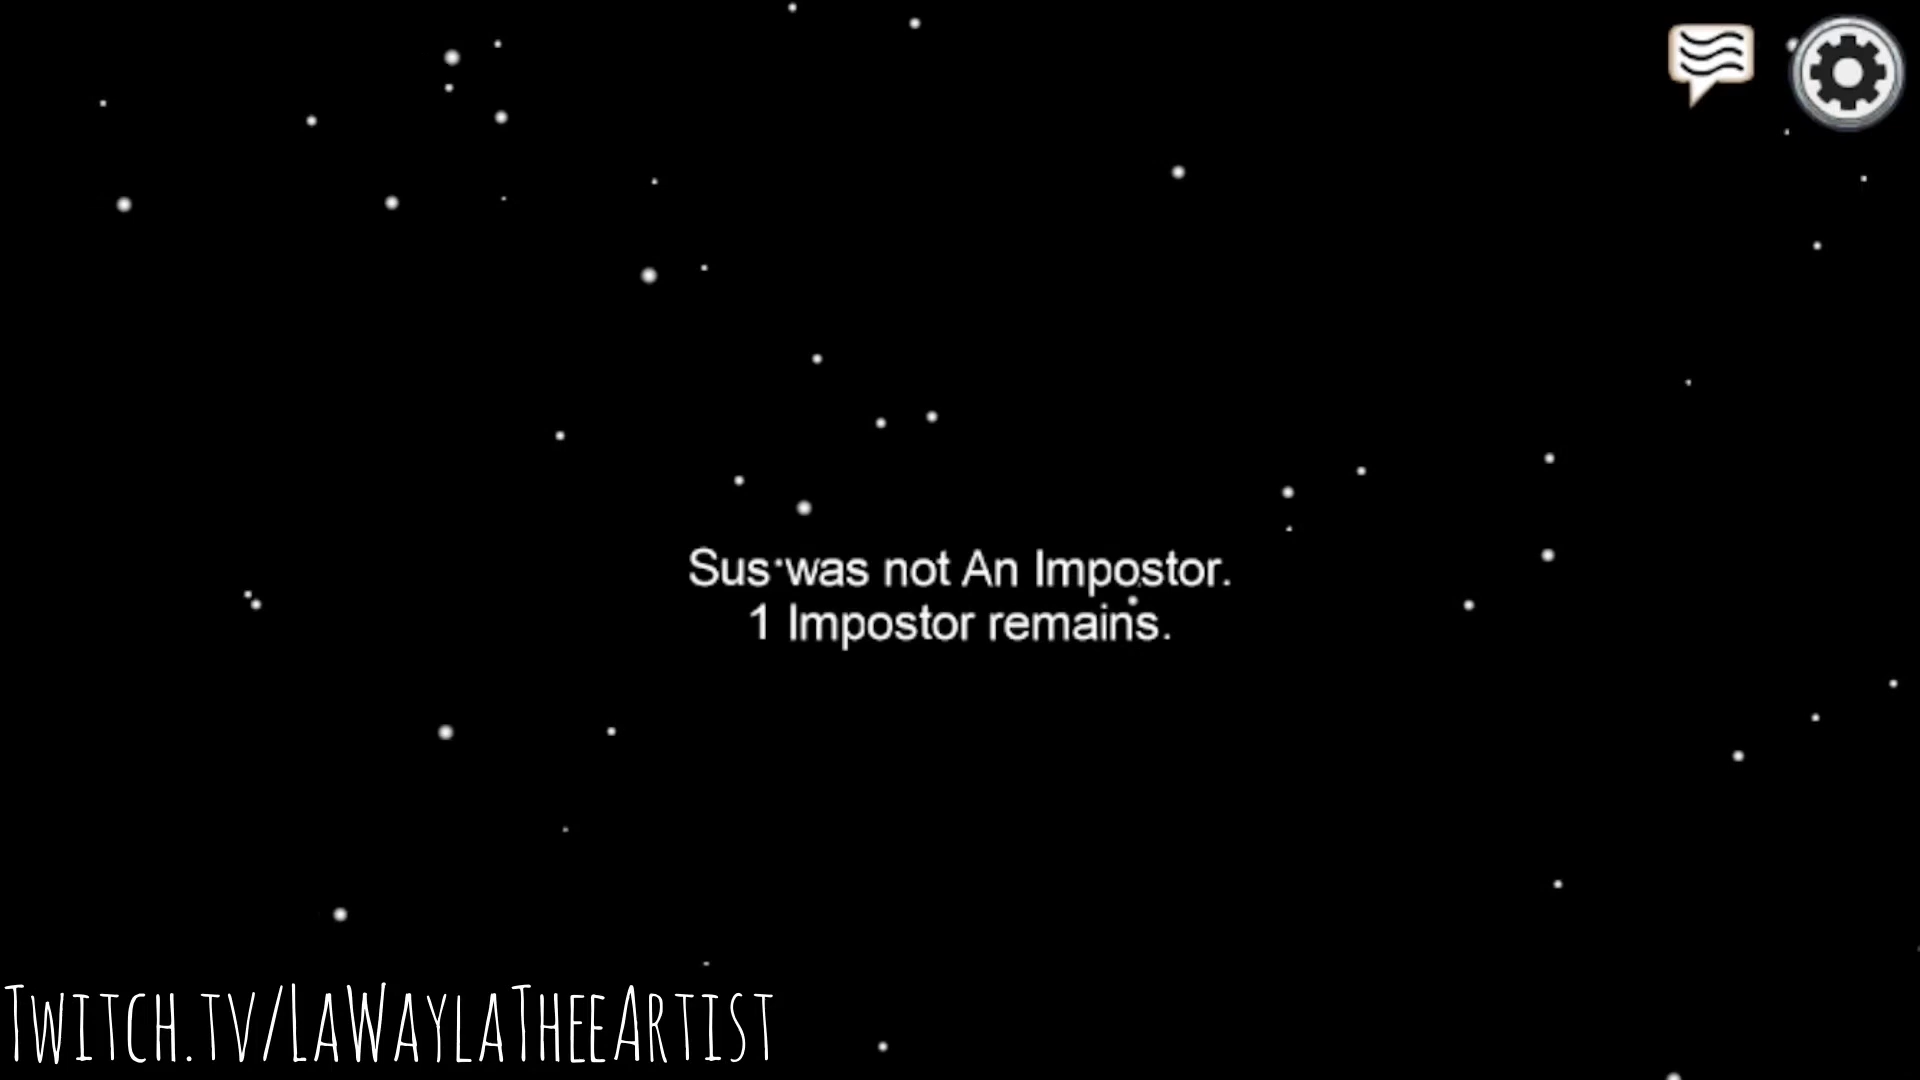 Sus was not An Impostor.
1 Impostor remains.
Twitch.tv/LaWaylaTheeArtist